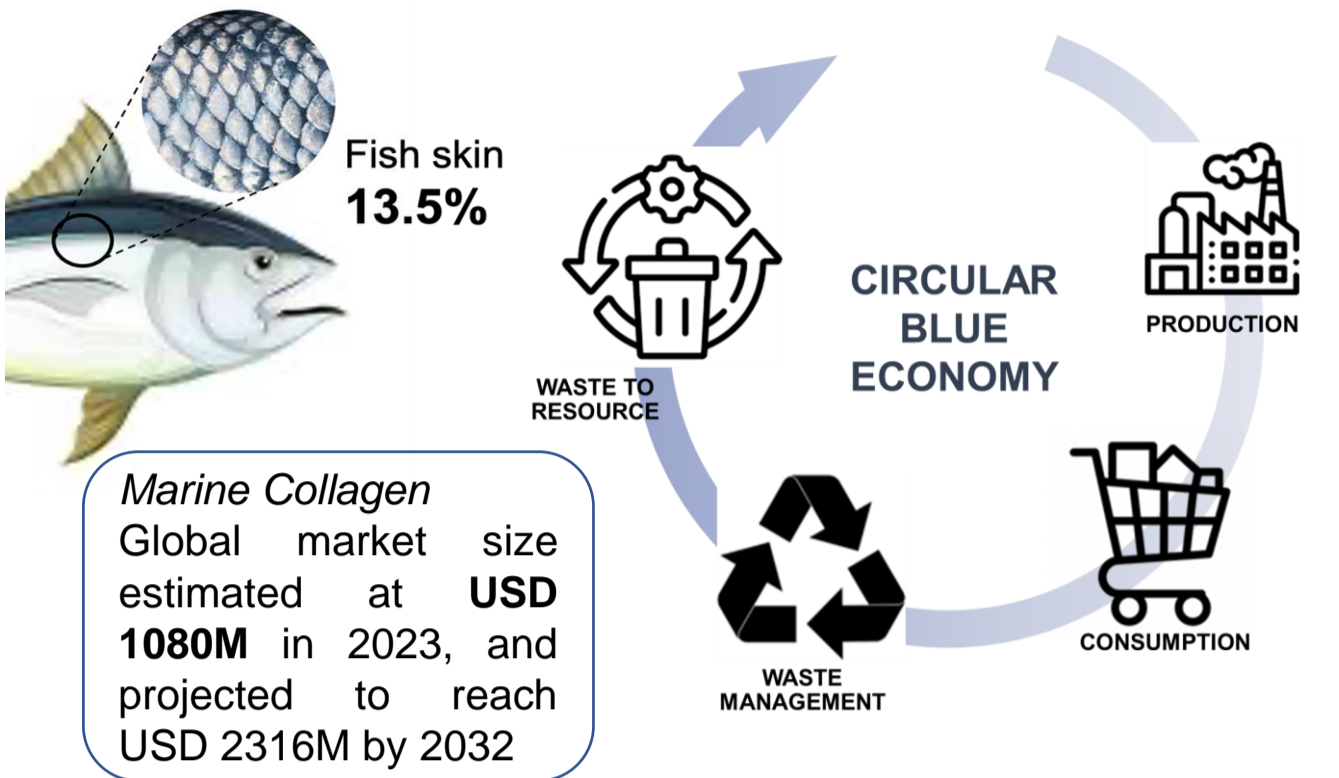 Fish skin
13.5%
CIRCULAR
BLUE
ECONOMY
PRODUCTION
WASTE TO
RESOURCE
CONSUMPTION
WASTE
MANAGEMENT
Marine Collagen
Global market size
estimated at USD
1080M in 2023, and
projected to reach
USD 2316M by 2032